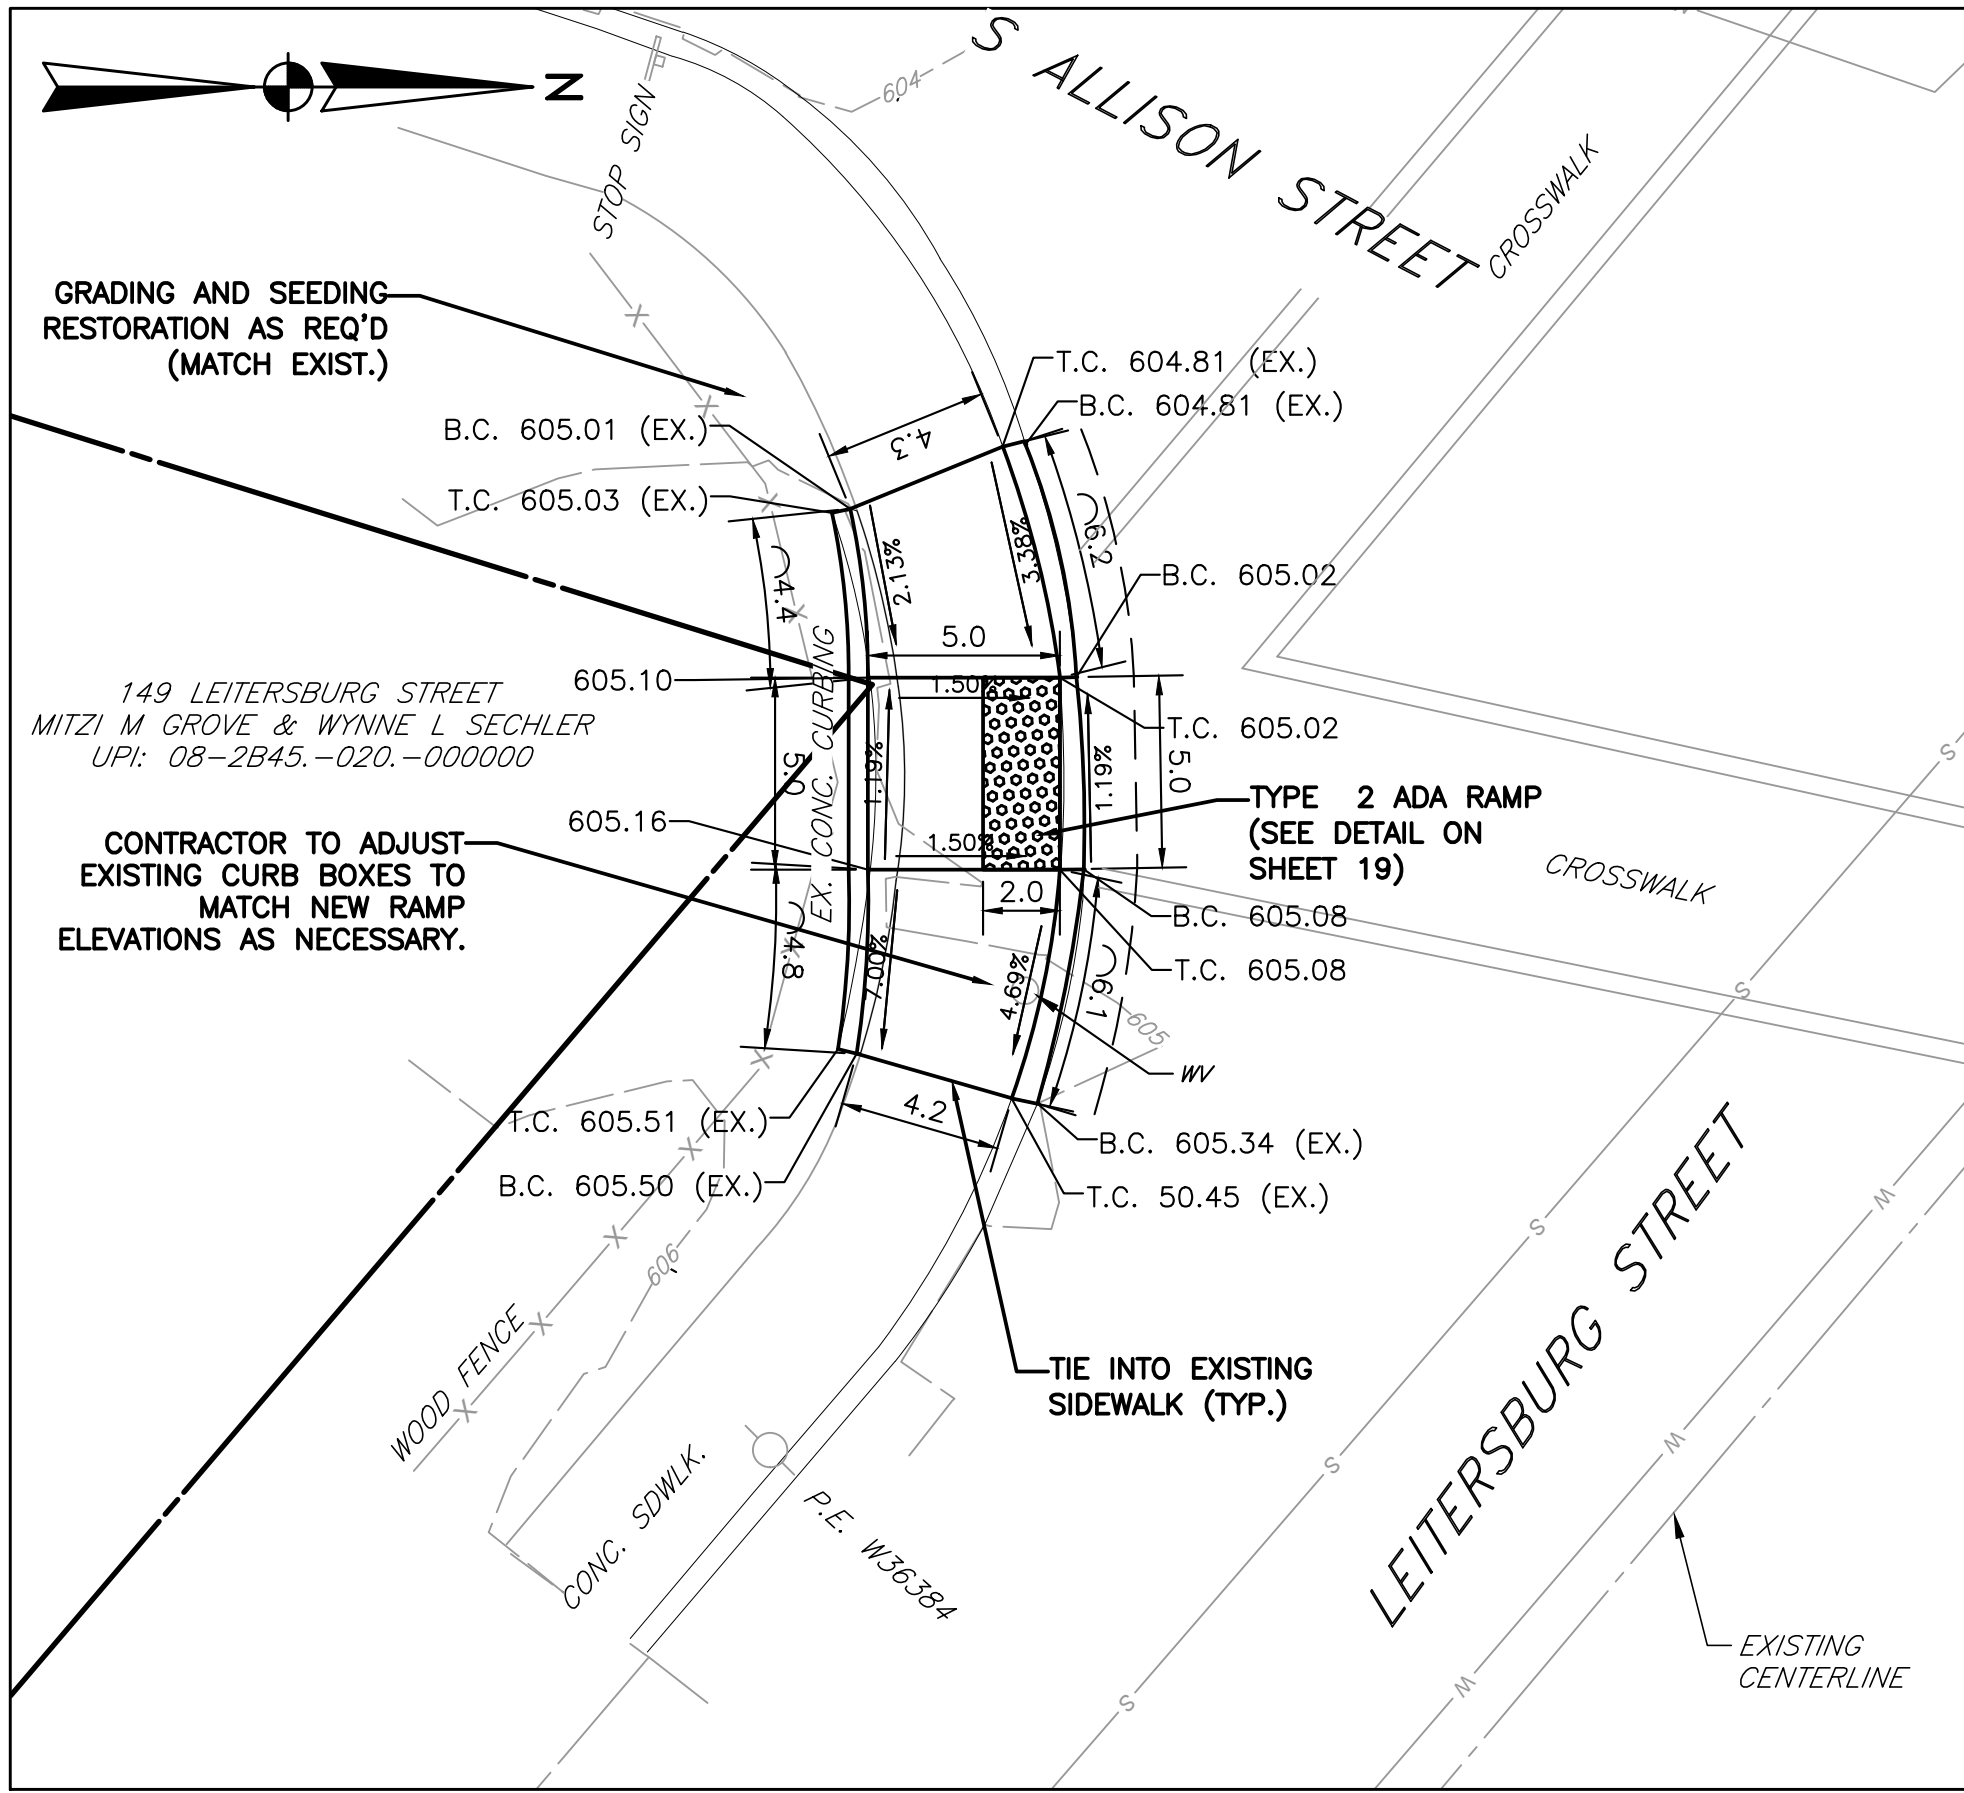 N
S ALLISON STREET
604
STOP SIGN
CROSSWALK
GRADING AND SEEDING
RESTORATION AS REQ'D
(MATCH EXIST.)
T.C. 604.81 (EX.)
B.C. 604.81 (EX.)
B.C. 605.01 (EX.)
T.C. 605.03 (EX.)
4.3
6.2
4.4
2.13%
3.38%
B.C. 605.02
5.0
605.10
1.50%
149 LEITERSBURG STREET
MITZI M GROVE & WYNNE L SECHLER
UPI: 08-2B45.-020.-000000
EX. CONC. CURBING
T.C. 605.02
5.0
1.19%
1.19%
5.0
TYPE 2 ADA RAMP
(SEE DETAIL ON
SHEET 19)
605.16
1.50%
CONTRACTOR TO ADJUST
EXISTING CURB BOXES TO
MATCH NEW RAMP
ELEVATIONS AS NECESSARY.
2.0
CROSSWALK
B.C. 605.08
T.C. 605.08
4.8
7.00%
4.69%
6.1
605
WV
T.C. 605.51 (EX.)
4.2
B.C. 605.34 (EX.)
B.C. 605.50 (EX.)
T.C. 50.45 (EX.)
606
WOOD FENCE
TIE INTO EXISTING
SIDEWALK (TYP.)
CONC. SDWLK.
P.E. W36384
LEITERSBURG STREET
EXISTING
CENTERLINE
X
X
X
X
X
X
X
X
X
X
S
S
S
S
S
W
W
W